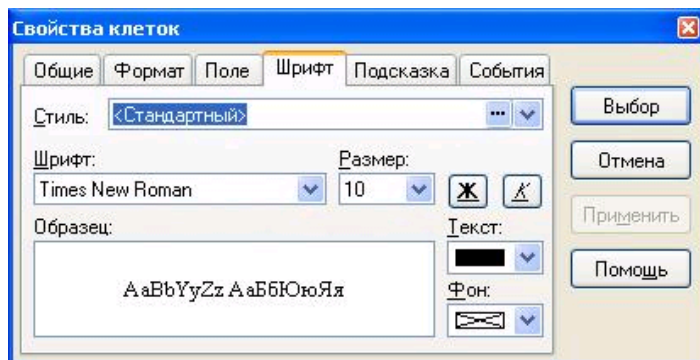 Свойства клеток
Общие Формат Поле Шрифт Подсказка События
Стиль: <Стандартный> ...
Выбор
Шрифт: Размер:
Отмена
Times New Roman 10 Ж К
Применить
Образец: Текст:
AaBbYyZz АаБбЮюЯя
Помощь
Фон: